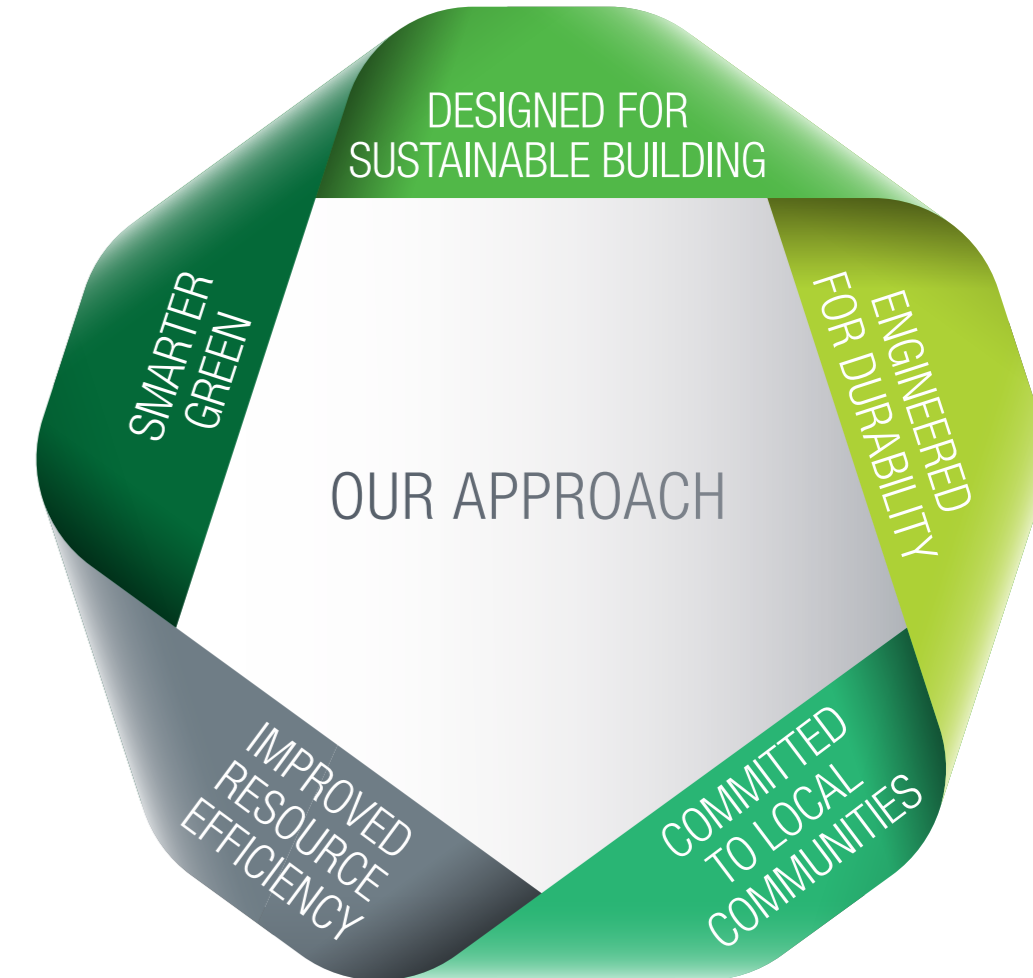 DESIGNED FOR
SUSTAINABLE BUILDING
ENGINEERED
FOR DURABILITY
COMMITTED
TO LOCAL
COMMUNITIES
IMPROVED
RESOURCE
EFFICIENCY
SMARTER
GREEN
OUR APPROACH